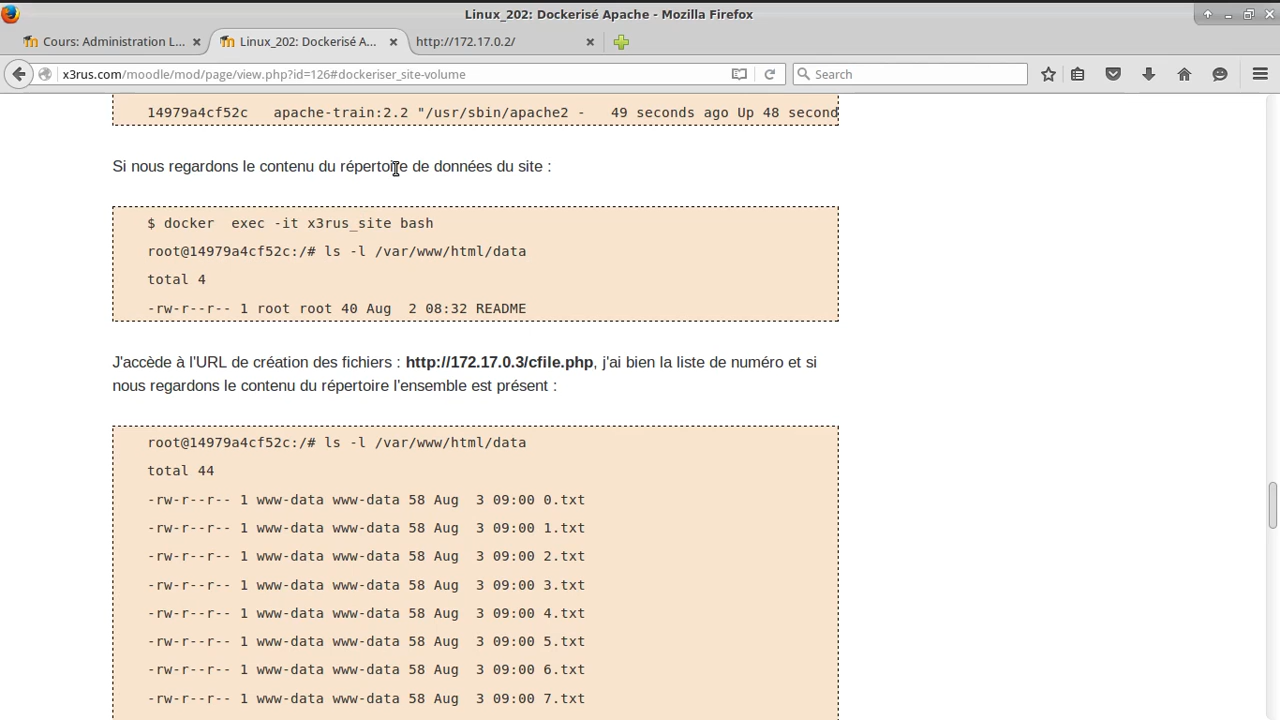 Linux_202: Dockerisé Apache - Mozilla Firefox
Cours: Administration L...
Linux_202: Dockerisé A...
http://172.17.0.2/
x3rus.com/moodle/mod/page/view.php?id=126#dockeriser_site-volume
Search
14979a4cf52c   apache-train:2.2 "/usr/sbin/apache2 -   49 seconds ago Up 48 second
Si nous regardons le contenu du répertoire de données du site :
$ docker  exec -it x3rus_site bash
root@14979a4cf52c:/# ls -l /var/www/html/data
total 4
-rw-r--r-- 1 root root 40 Aug  2 08:32 README
J'accède à l'URL de création des fichiers : http://172.17.0.3/cfile.php, j'ai bien la liste de numéro et si
nous regardons le contenu du répertoire l'ensemble est présent :
root@14979a4cf52c:/# ls -l /var/www/html/data
total 44
-rw-r--r-- 1 www-data www-data 58 Aug  3 09:00 0.txt
-rw-r--r-- 1 www-data www-data 58 Aug  3 09:00 1.txt
-rw-r--r-- 1 www-data www-data 58 Aug  3 09:00 2.txt
-rw-r--r-- 1 www-data www-data 58 Aug  3 09:00 3.txt
-rw-r--r-- 1 www-data www-data 58 Aug  3 09:00 4.txt
-rw-r--r-- 1 www-data www-data 58 Aug  3 09:00 5.txt
-rw-r--r-- 1 www-data www-data 58 Aug  3 09:00 6.txt
-rw-r--r-- 1 www-data www-data 58 Aug  3 09:00 7.txt